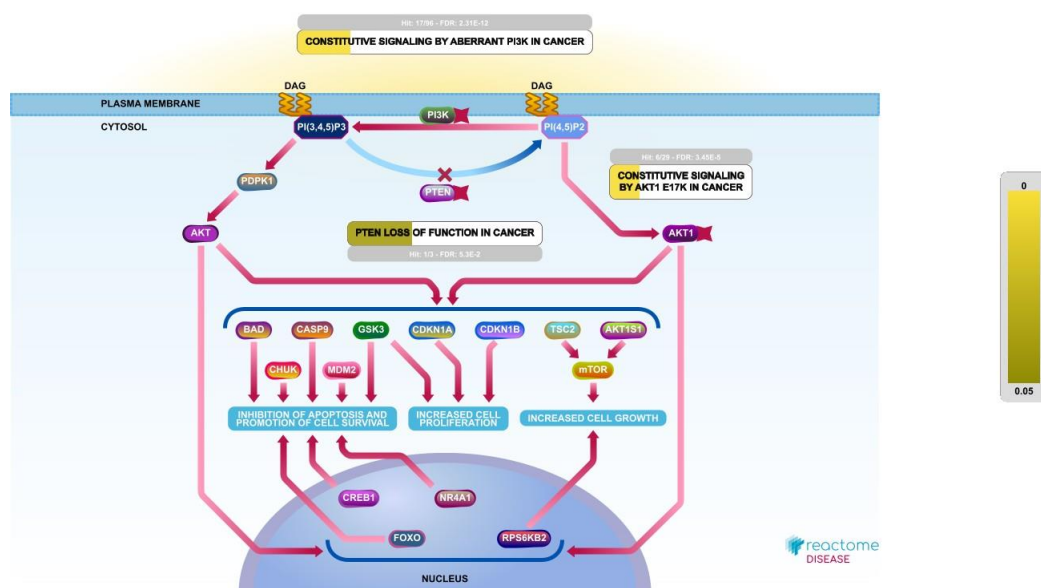 Hit: 17/96 - FDR: 2.31E-12
CONSTITUTIVE SIGNALING BY ABERRANT PI3K IN CANCER
DAG
DAG
PLASMA MEMBRANE
CYTOSOL
PI3K
PI(3,4,5)P3
PI(4,5)P2
Hit: 6/29 - FDR: 3.45E-5
CONSTITUTIVE SIGNALING
BY AKT1 E17K IN CANCER
PDPK1
PTEN
AKT
PTEN LOSS OF FUNCTION IN CANCER
AKT1
Hit: 1/3 - FDR: 5.3E-2
BAD
CASP9
GSK3
CDKN1A
CDKN1B
TSC2
AKT1S1
CHUK
MDM2
mTOR
INHIBITION OF APOPTOSIS AND
PROMOTION OF CELL SURVIVAL
INCREASED CELL
PROLIFERATION
INCREASED CELL GROWTH
CREB1
NR4A1
FOXO
RPS6KB2
NUCLEUS
reactome
DISEASE
0
0.05